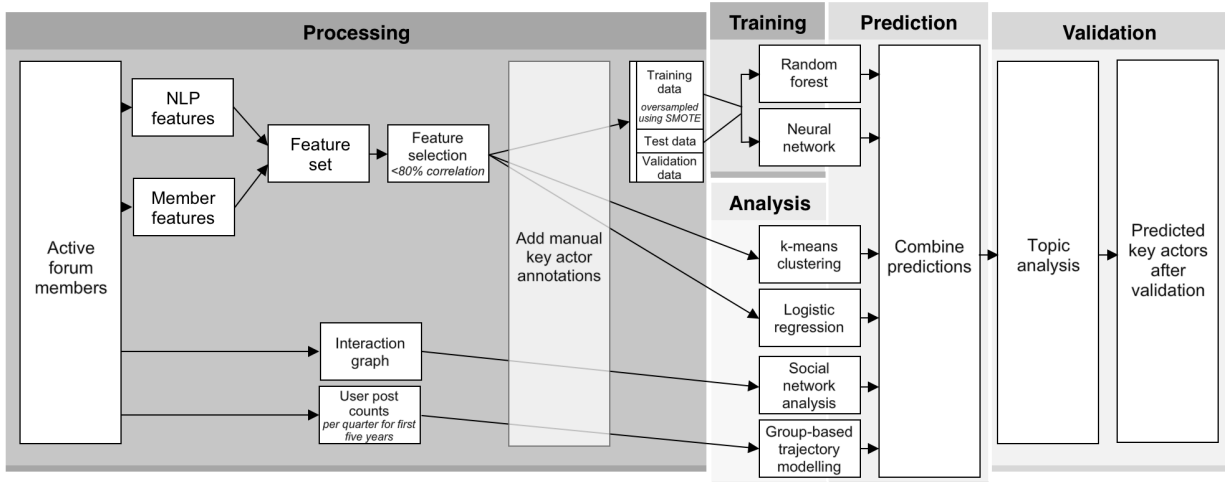 Processing
Training
Prediction
Validation
Active
forum
members
NLP
features
Member
features
Feature
set
Feature
selection
<80% correlation
Interaction
graph
User post
counts
per quarter for first
five years
Add manual
key actor
annotations
Training
data
oversampled
using SMOTE
Test data
Validation
data
Random
forest
Neural
network
Analysis
k-means
clustering
Logistic
regression
Social
network
analysis
Group-based
trajectory
modelling
Combine
predictions
Topic
analysis
Predicted
key actors
after
validation